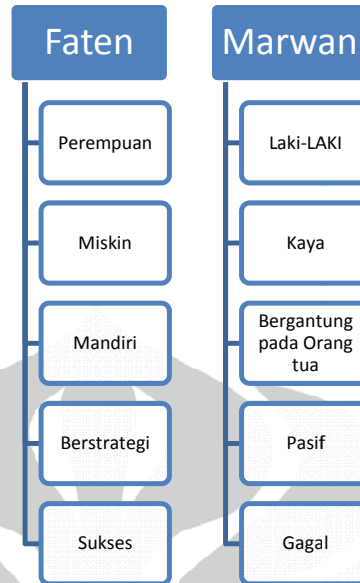 Faten
Perempuan
Miskin
Mandiri
Berstrategi
Sukses
Marwan
Laki-LAKI
Kaya
Bergantung
pada Orang
tua
Pasif
Gagal